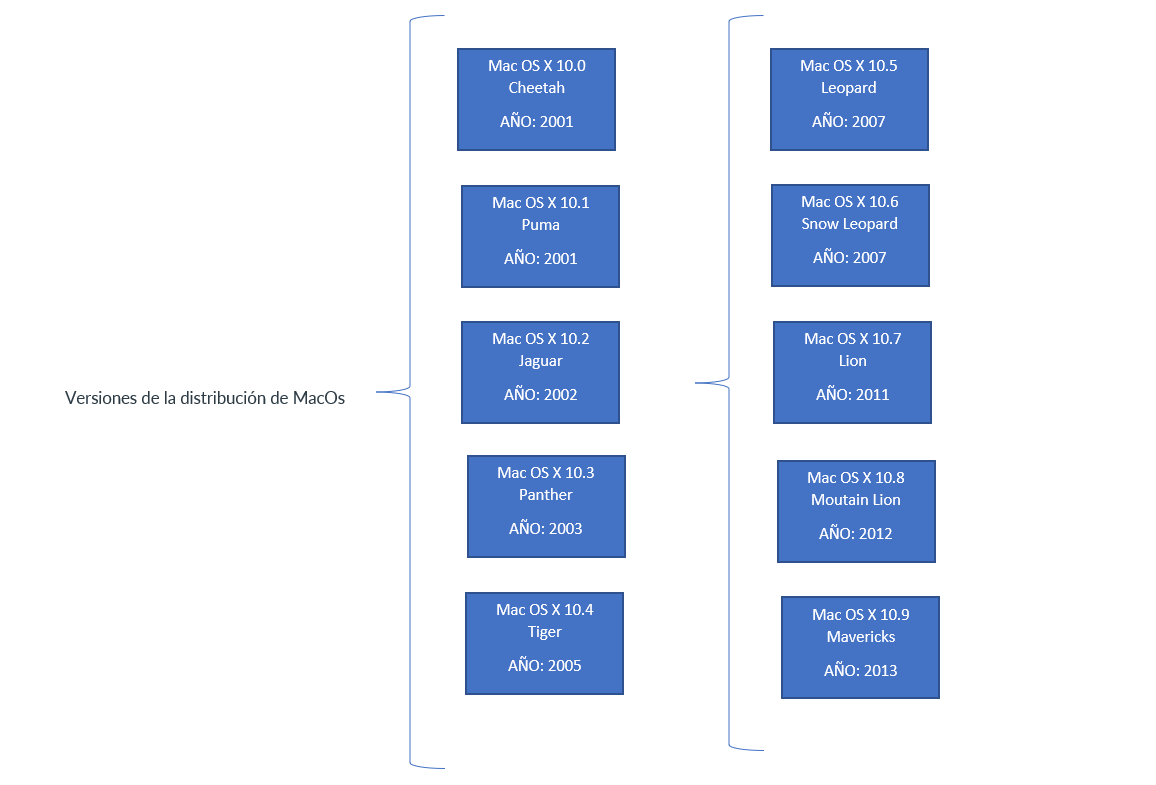 Versiones de la distribución de MacOs
Mac OS X 10.0
Cheetah
AÑO: 2001
Mac OS X 10.1
Puma
AÑO: 2001
Mac OS X 10.2
Jaguar
AÑO: 2002
Mac OS X 10.3
Panther
AÑO: 2003
Mac OS X 10.4
Tiger
AÑO: 2005
Mac OS X 10.5
Leopard
AÑO: 2007
Mac OS X 10.6
Snow Leopard
AÑO: 2007
Mac OS X 10.7
Lion
AÑO: 2011
Mac OS X 10.8
Moutain Lion
AÑO: 2012
Mac OS X 10.9
Mavericks
AÑO: 2013